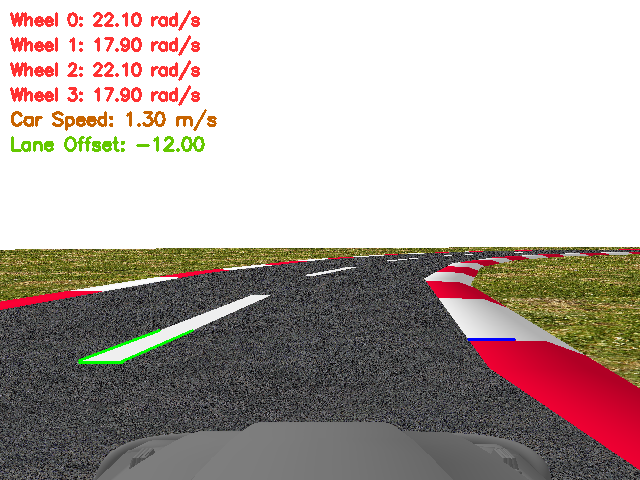 Wheel 0: 22.10 rad/s
Wheel 1: 17.90 rad/s
Wheel 2: 22.10 rad/s
Wheel 3: 17.90 rad/s
Car Speed: 1.30 m/s
Lane Offset: -12.00